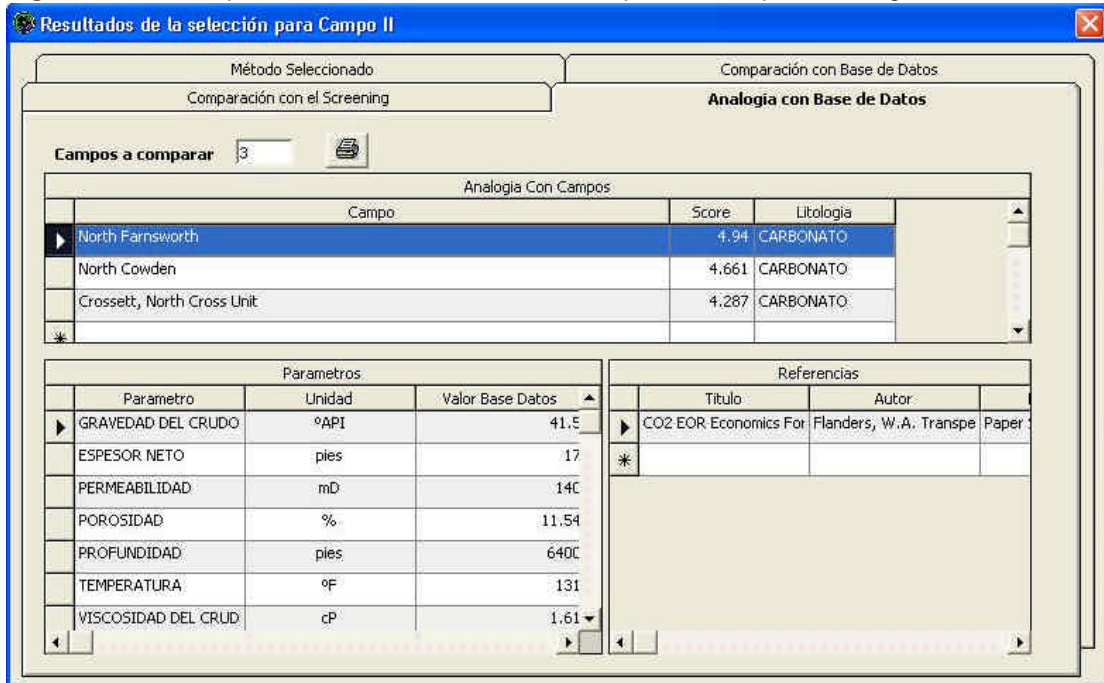 Resultados de la selección para Campo II
Método Seleccionado
Comparación con Base de Datos
Comparación con el Screening
Analogia con Base de Datos
Campos a comparar 3
Analogia Con Campos
Campo Score Litologia
North Farnsworth 4.94 CARBONATO
North Cowden 4.661 CARBONATO
Crossett, North Cross Unit 4.287 CARBONATO
Parametros
Parametro Unidad Valor Base Datos
GRAVEDAD DEL CRUDO ºAPI 41.5
ESPESOR NETO pies 17
PERMEABILIDAD mD 140
POROSIDAD % 11.54
PROFUNDIDAD pies 6400
TEMPERATURA ºF 131
VISCOSIDAD DEL CRUD cP 1.61
Referencias
Titulo Autor
CO2 EOR Economics For Flanders, W.A. Transpe Paper